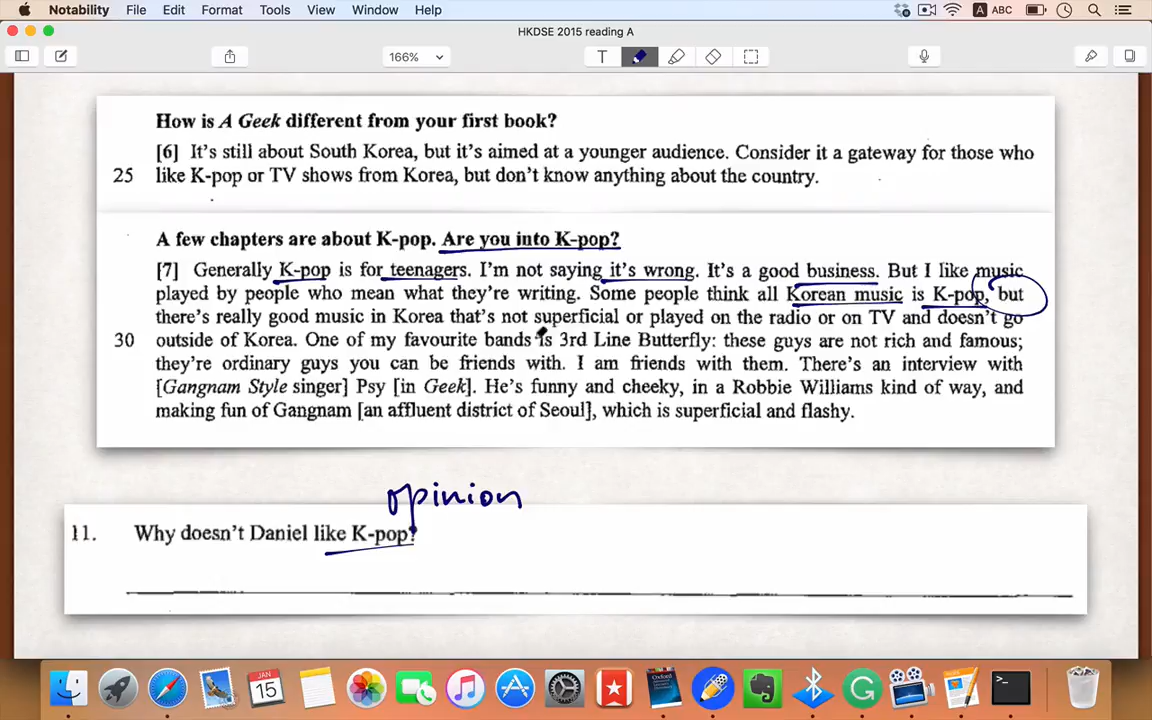 Notability File Edit Format Tools View Window Help ABC
HKDSE 2015 reading A
166% T
How is A Geek different from your first book?
[6] It's still about South Korea, but it's aimed at a younger audience. Consider it a gateway for those who
25 like K-pop or TV shows from Korea, but don't know anything about the country.
A few chapters are about K-pop. Are you into K-pop?
[7] Generally K-pop is for teenagers. I'm not saying it's wrong. It's a good business. But I like music
played by people who mean what they're writing. Some people think all Korean music is K-pop, but
there's really good music in Korea that's not superficial or played on the radio or on TV and doesn't go
30 outside of Korea. One of my favourite bands is 3rd Line Butterfly: these guys are not rich and famous;
they're ordinary guys you can be friends with. I am friends with them. There's an interview with
[Gangnam Style singer] Psy [in Geek]. He's funny and cheeky, in a Robbie Williams kind of way, and
making fun of Gangnam [an affluent district of Seoul], which is superficial and flashy.
opinion
11. Why doesn't Daniel like K-pop?
JAN
15